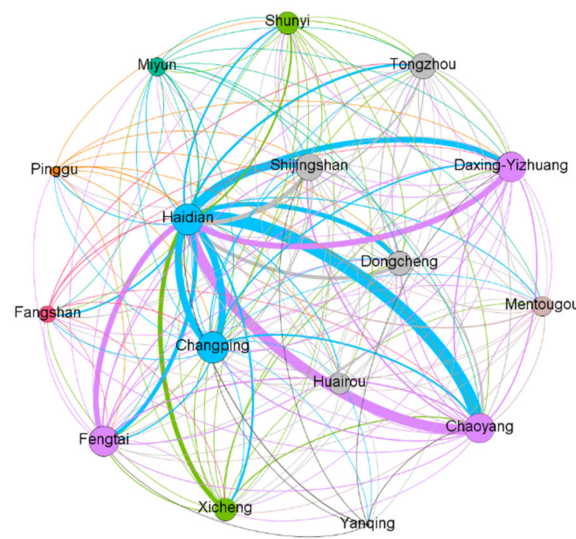 Shunyi
Miyun
Tongzhou
Pinggu
Shijingshan
Daxing-Yizhuang
Haidian
Dongcheng
Fangshan
Mentougou
Changping
Huairou
Fengtai
Chaoyang
Xicheng
Yanqing